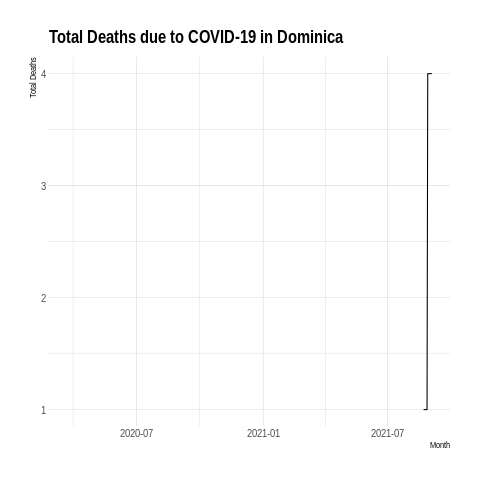 Total Deaths due to COVID-19 in Dominica
Total Deaths
4
3
2
1
2020-07 2021-01 2021-07
Month